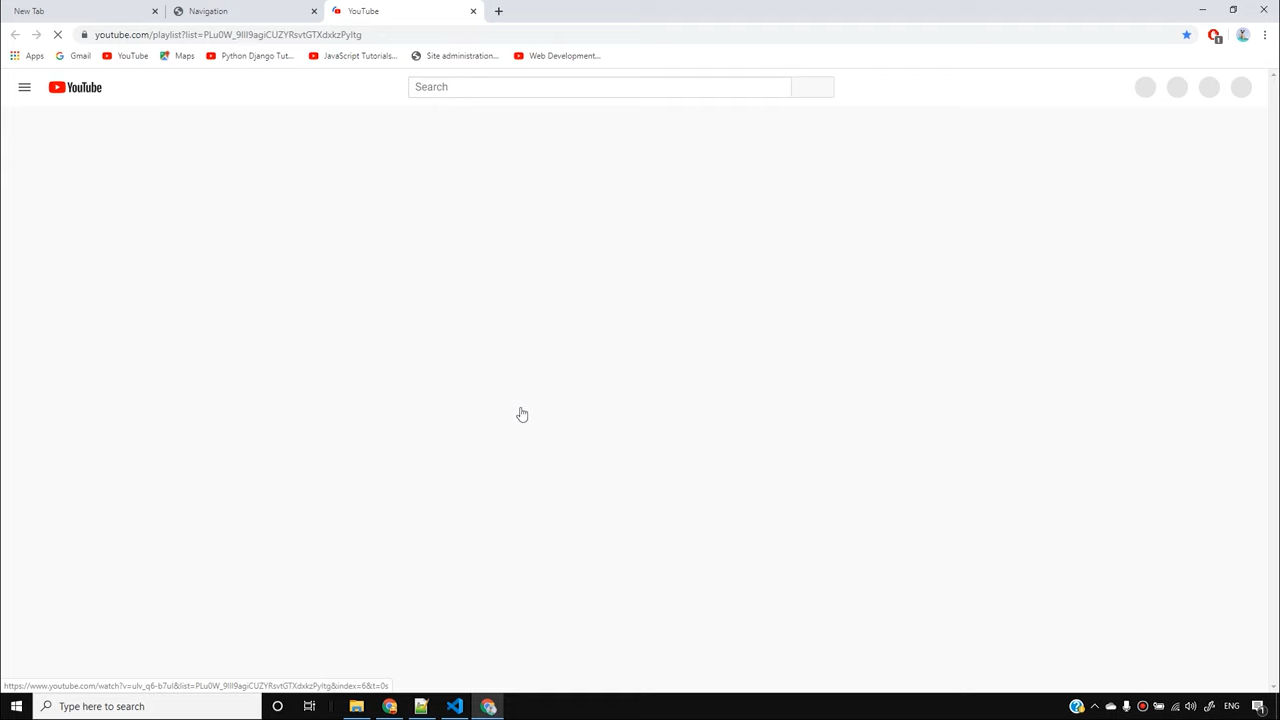 New Tab
Navigation
YouTube
youtube.com/playlist?list=PLu0W_9lII9agiCUZYRsvtGTXdxkzPyItg
Apps
Gmail
YouTube
Maps
Python Django Tut...
JavaScript Tutorials...
Site administration...
Web Development...
YouTube
Search
https://www.youtube.com/watch?v=ulv_q6-b7uI&list=PLu0W_9lII9agiCUZYRsvtGTXdxkzPyItg&index=6&t=0s
Type here to search
ENG